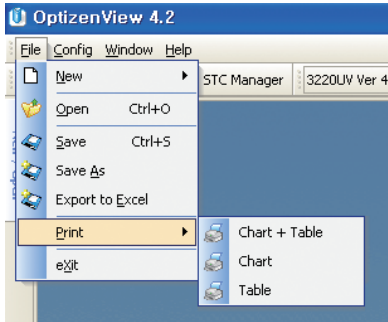 OptizenView 4.2
File Config Window Help
New
STC Manager 3220UV Ver 4
Open Ctrl+O
Save Ctrl+S
Save As
Export to Excel
Print
Chart + Table
eXit
Chart
Table